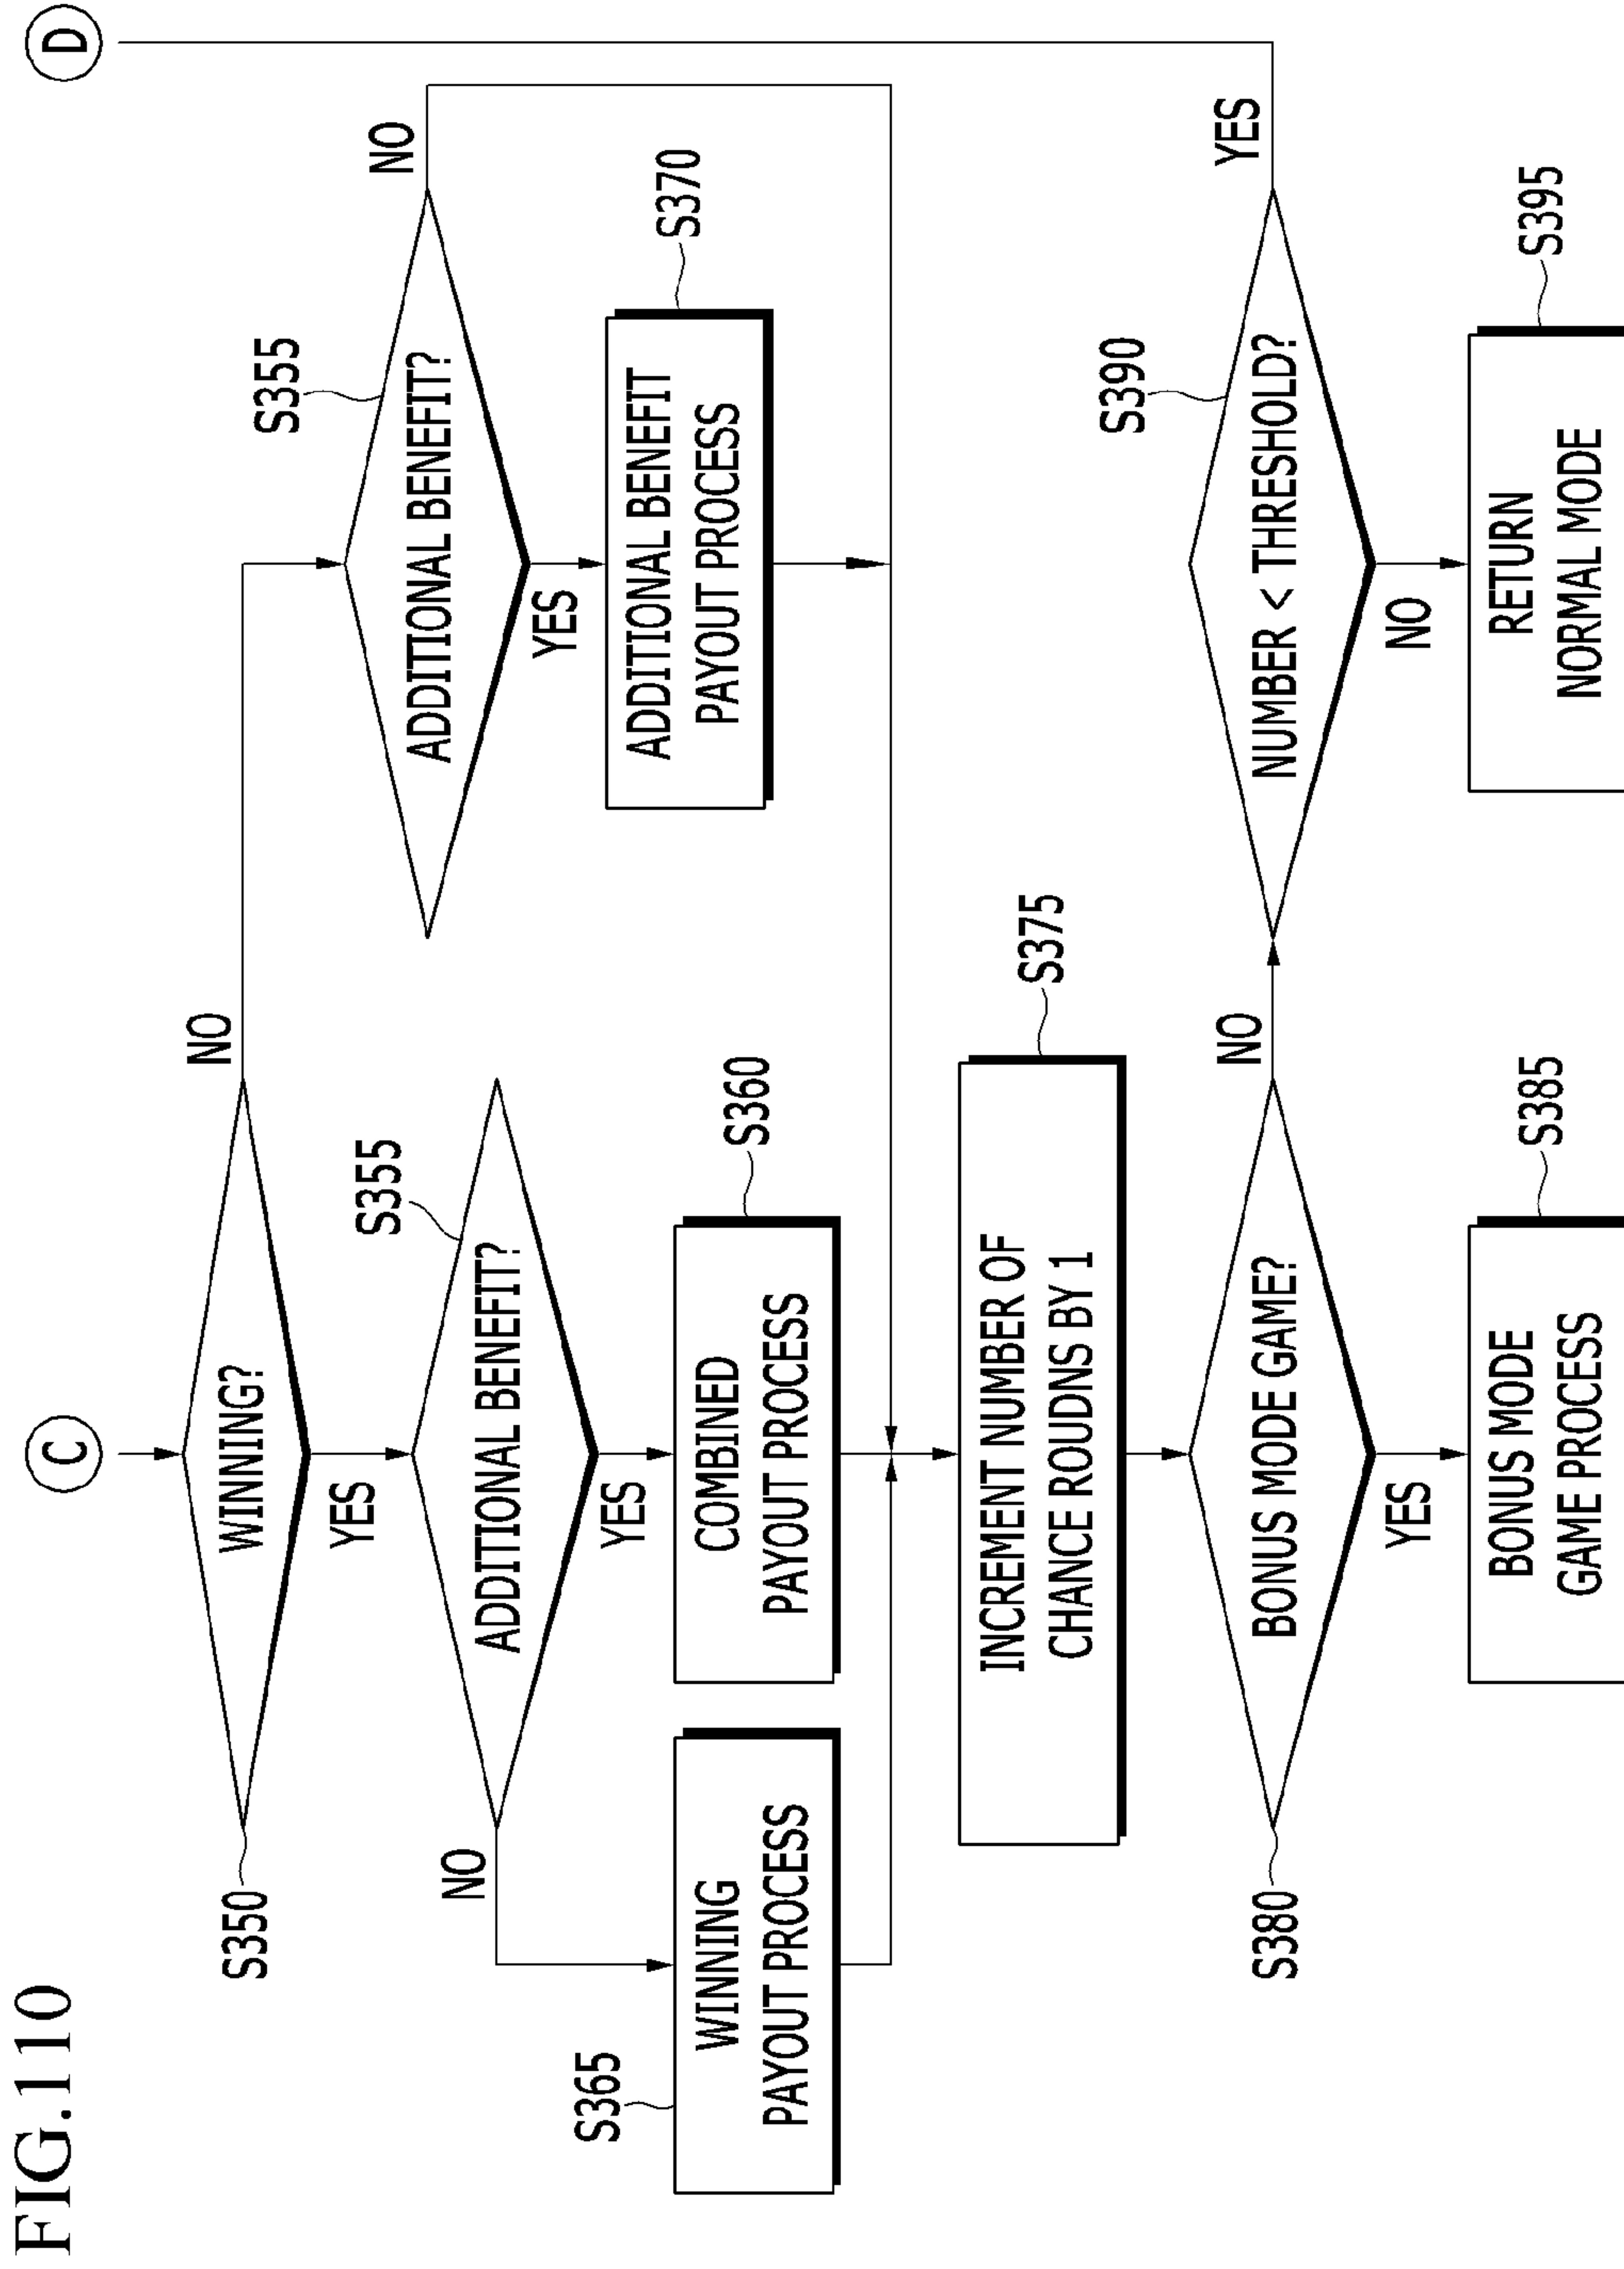 FIG.110
C
D
S350
WINNING?
NO
YES
S355
ADDITIONAL BENEFIT?
NO
S355
ADDITIONAL BENEFIT?
NO
YES
YES
S365
WINNING
PAYOUT PROCESS
COMBINED
PAYOUT PROCESS
S360
ADDITIONAL BENEFIT
PAYOUT PROCESS
S370
INCREMENT NUMBER OF
CHANCE ROUDNS BY 1
S375
S380
BONUS MODE GAME?
NO
YES
S390
NUMBER < THRESHOLD?
YES
NO
BONUS MODE
GAME PROCESS
S385
RETURN
NORMAL MODE
S395